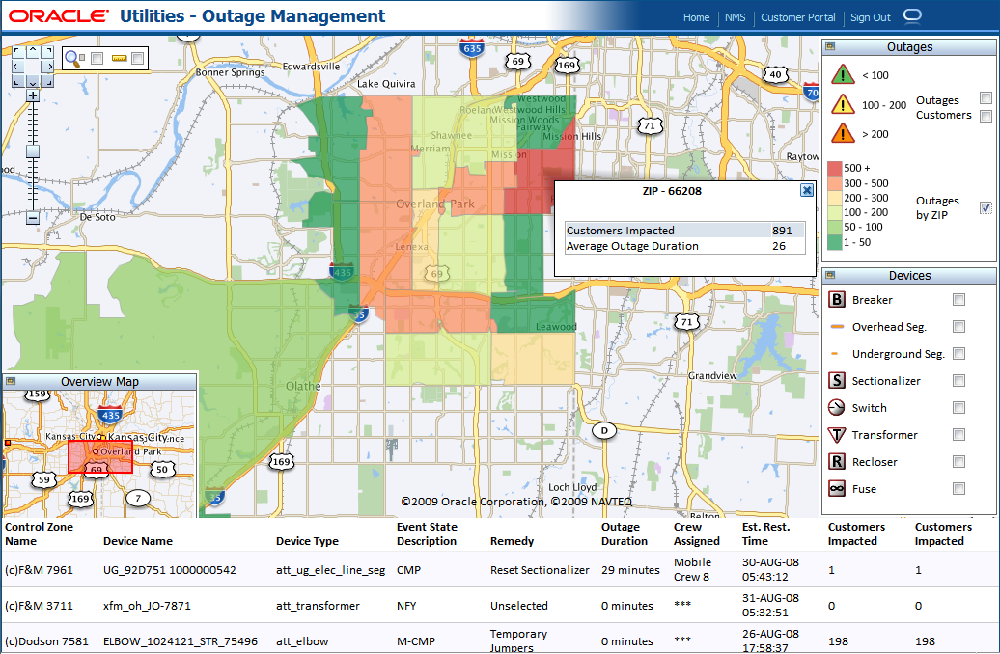 ORACLE Utilities - Outage Management
Home NMS Customer Portal Sign Out
Bonner Springs
Edwardsville
Lake Quivira
635
69
169
40
70
71
Westwood
Westwood Hills
Mission Woods
Fairway
Shawnee
Merriam
Mission
Mission Hills
Raytow
Overland Park
De Soto
Lenexa
69
435
35
Leawood
71
Grandview
Olathe
D
169
35
Loch Lloyd
Belton
©2009 Oracle Corporation, ©2009 NAVTEQ
ZIP - 66208
Customers Impacted 891
Average Outage Duration 26
Outages
< 100
100 - 200
> 200
Outages
Customers
500 +
300 - 500
200 - 300
100 - 200
50 - 100
1 - 50
Outages
by ZIP
Devices
B Breaker
Overhead Seg.
Underground Seg.
S Sectionalizer
Switch
T Transformer
R Recloser
Fuse
Overview Map
159
435
Kansas City
Kansas City
Overland Park
69
50
59
169
7
Control Zone Name Device Name Device Type Event State Description Remedy Outage Duration Crew Assigned Est. Rest. Time Customers Impacted Customers Impacted
(c)F&M 7961 UG_92D751 1000000542 att_ug_elec_line_seg CMP Reset Sectionalizer 29 minutes Mobile Crew 8 30-AUG-08 05:43:12 1 1
(c)F&M 3711 xfm_oh_JO-7871 att_transformer NFY Unselected 0 minutes *** 31-AUG-08 05:32:51 0 0
(c)Dodson 7581 ELBOW_1024121_STR_75496 att_elbow M-CMP Temporary Jumpers 0 minutes *** 26-AUG-08 17:58:37 198 198